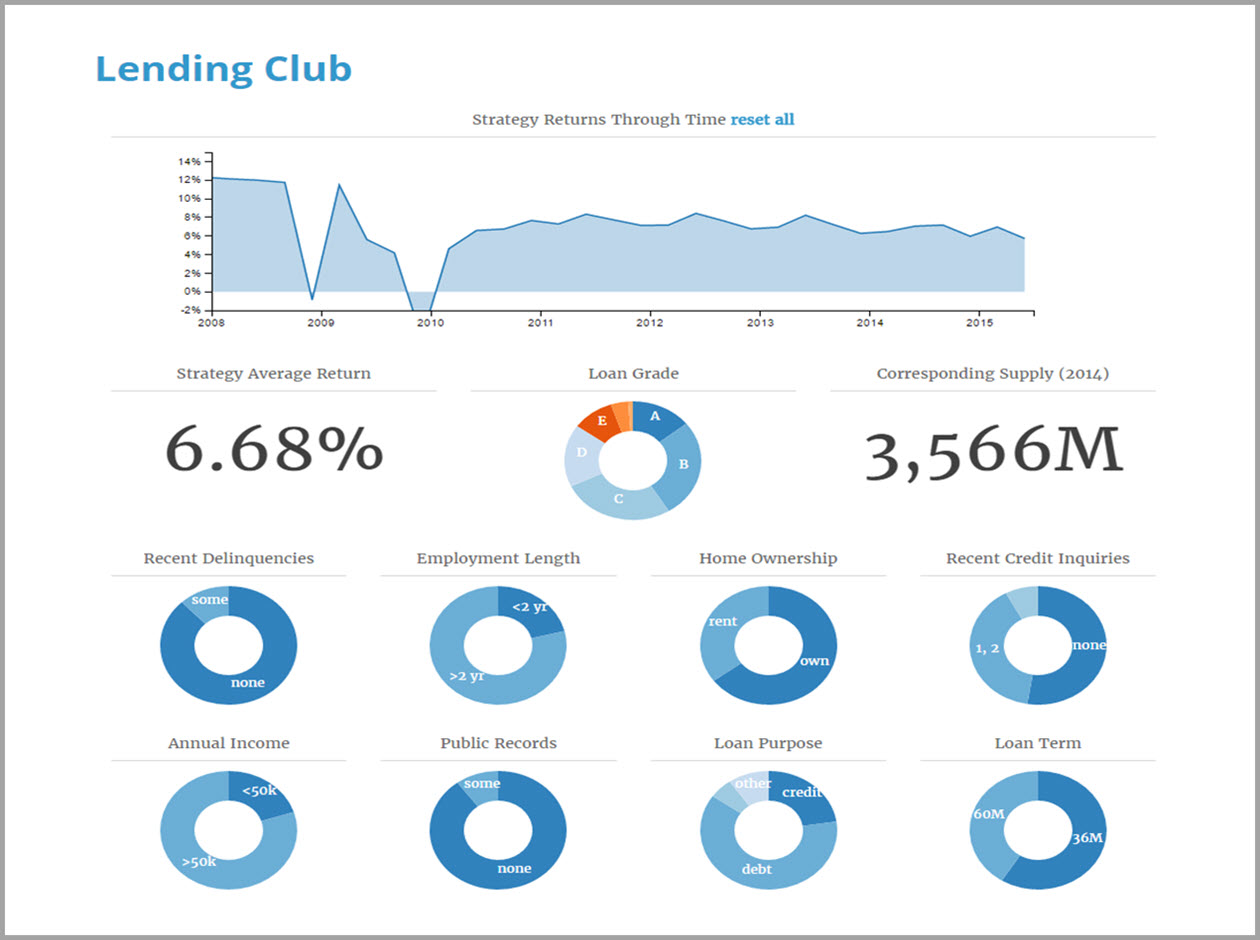 Lending Club
Strategy Returns Through Time reset all
14%
12%
10%
8%
6%
4%
2%
0%
-2%
2008 2009 2010 2011 2012 2013 2014 2015
Strategy Average Return
6.68%
Loan Grade
A
B
C
D
E
Corresponding Supply (2014)
3,566M
Recent Delinquencies
some
none
Employment Length
<2 yr
>2 yr
Home Ownership
rent
own
Recent Credit Inquiries
none
1, 2
Annual Income
<50k
>50k
Public Records
some
none
Loan Purpose
other
credit
debt
Loan Term
60M
36M